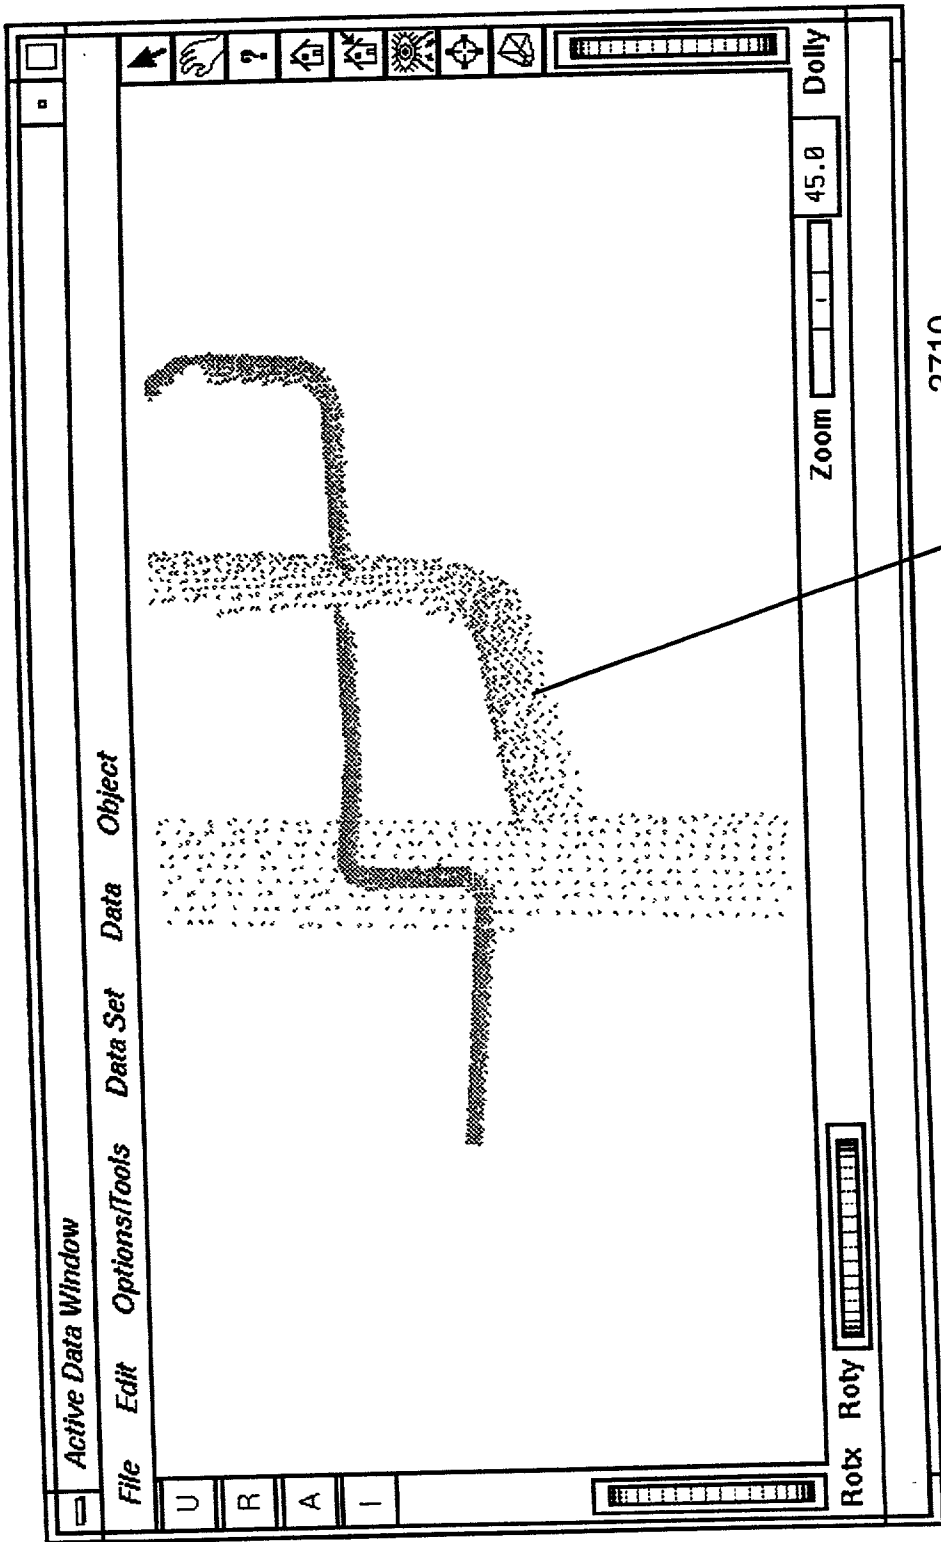 Active Data Window
File Edit Options/Tools Data Set Data Object
U
R
A
I
?
Rotx Roty Zoom 45.0 Dolly
2710